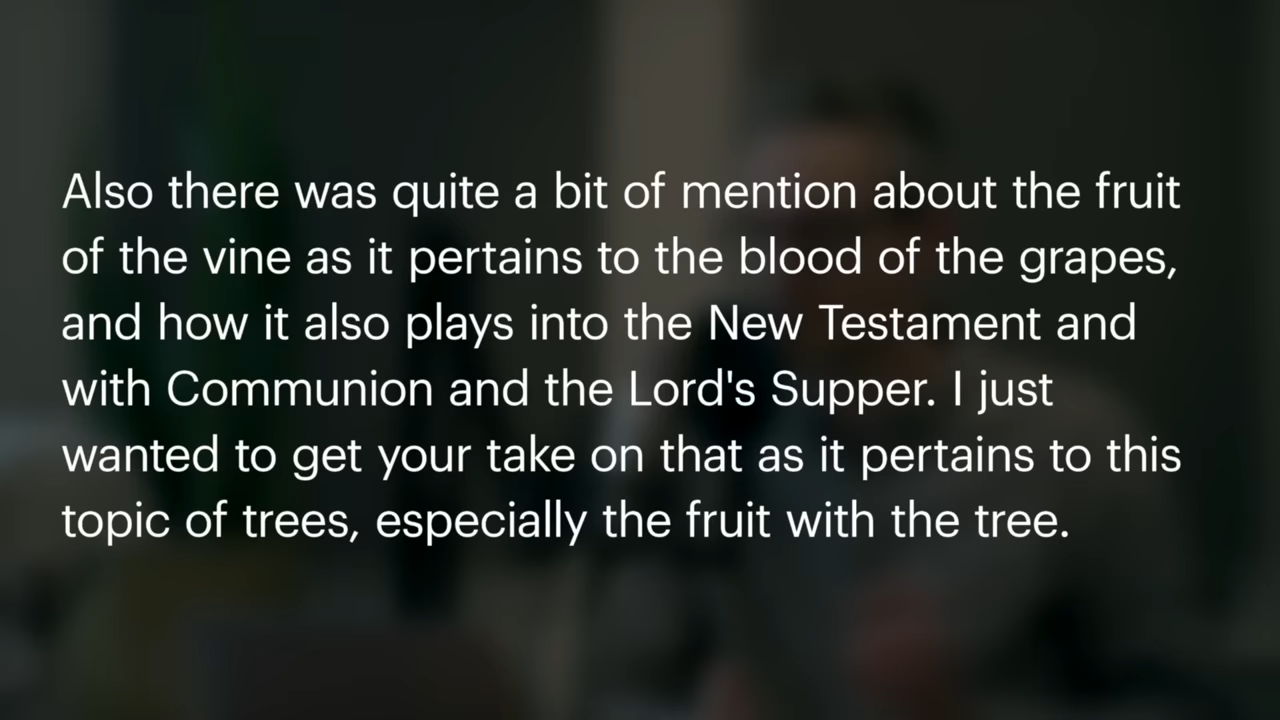 Also there was quite a bit of mention about the fruit
of the vine as it pertains to the blood of the grapes,
and how it also plays into the New Testament and
with Communion and the Lord's Supper. I just
wanted to get your take on that as it pertains to this
topic of trees, especially the fruit with the tree.